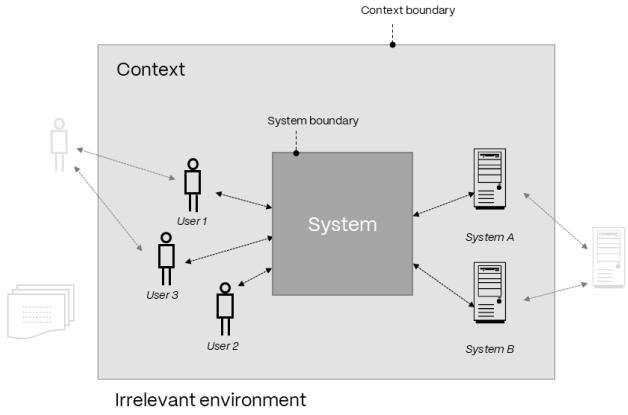 Context boundary
Context
System boundary
System
User 1
User 3
User 2
System A
System B
Irrelevant environment